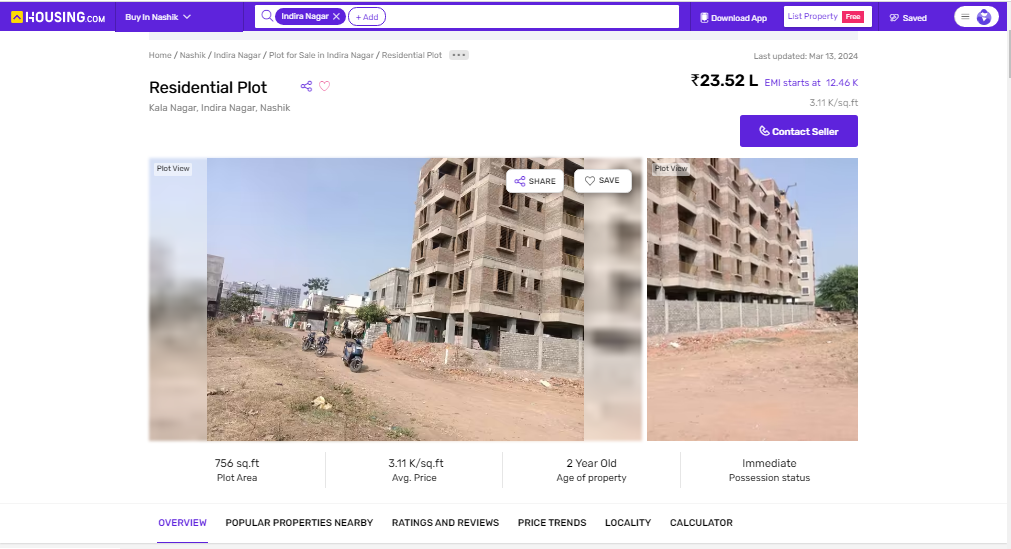 HOUSING.COM
Buy In Nashik
Indira Nagar
+ Add
Download App
List Property Free
Saved
Home / Nashik / Indira Nagar / Plot for Sale in Indira Nagar / Residential Plot
Last updated: Mar 13, 2024
Residential Plot
₹23.52 L EMI starts at 12.46 K
Kala Nagar, Indira Nagar, Nashik
3.11 K/sq.ft
Contact Seller
Plot View
SHARE
SAVE
Plot View
756 sq.ft
Plot Area
3.11 K/sq.ft
Avg. Price
2 Year Old
Age of property
Immediate
Possession status
OVERVIEW
POPULAR PROPERTIES NEARBY
RATINGS AND REVIEWS
PRICE TRENDS
LOCALITY
CALCULATOR